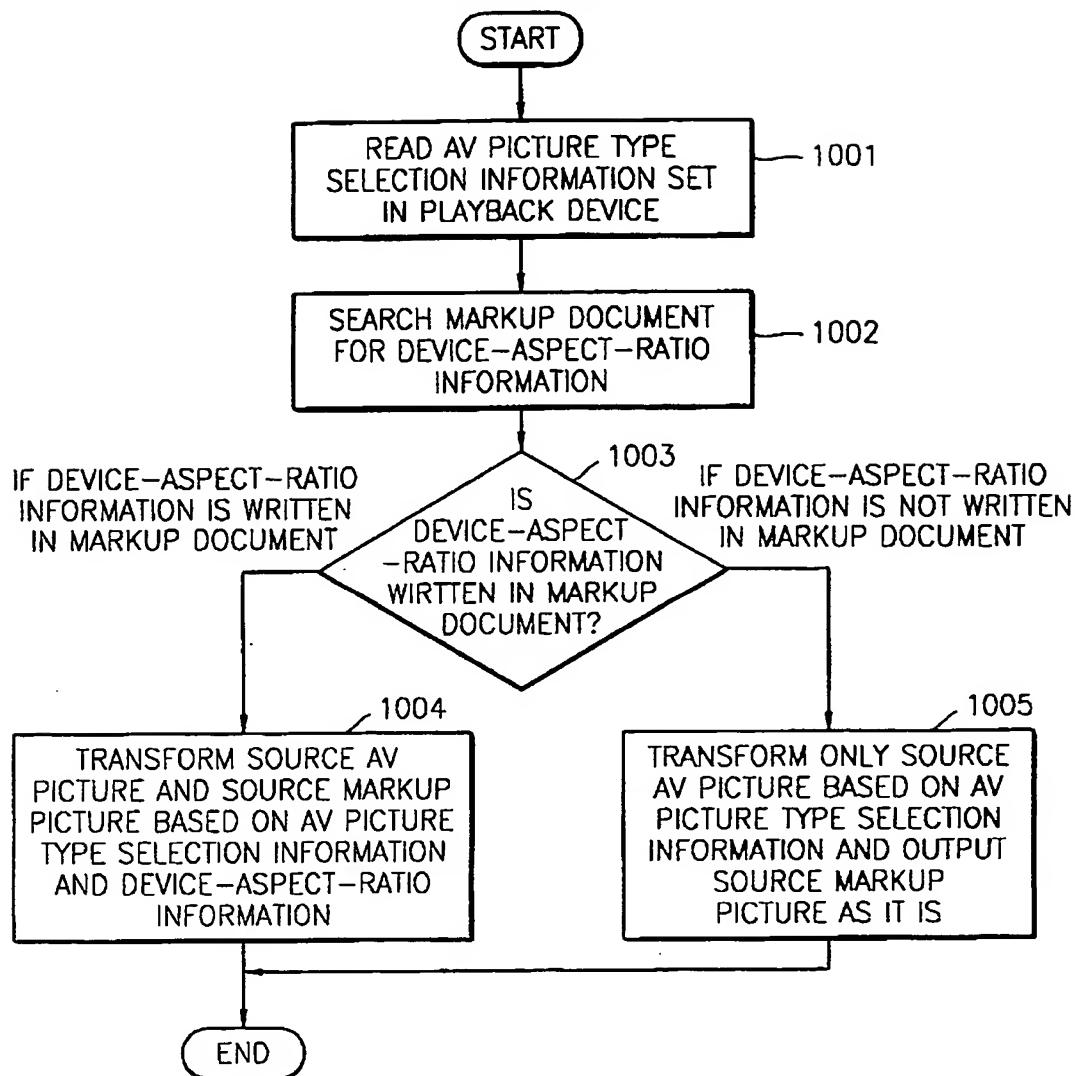 START
READ AV PICTURE TYPE
SELECTION INFORMATION SET
IN PLAYBACK DEVICE
1001
SEARCH MARKUP DOCUMENT
FOR DEVICE-ASPECT-RATIO
INFORMATION
1002
1003
IF DEVICE-ASPECT-RATIO
INFORMATION IS WRITTEN
IN MARKUP DOCUMENT
IS
DEVICE-ASPECT
-RATIO INFORMATION
WIRTTEN IN MARKUP
DOCUMENT?
IF DEVICE-ASPECT-RATIO
INFORMATION IS NOT WRITTEN
IN MARKUP DOCUMENT
1004
TRANSFORM SOURCE AV
PICTURE AND SOURCE MARKUP
PICTURE BASED ON AV PICTURE
TYPE SELECTION INFORMATION
AND DEVICE-ASPECT-RATIO
INFORMATION
1005
TRANSFORM ONLY SOURCE
AV PICTURE BASED ON AV
PICTURE TYPE SELECTION
INFORMATION AND OUTPUT
SOURCE MARKUP
PICTURE AS IT IS
END